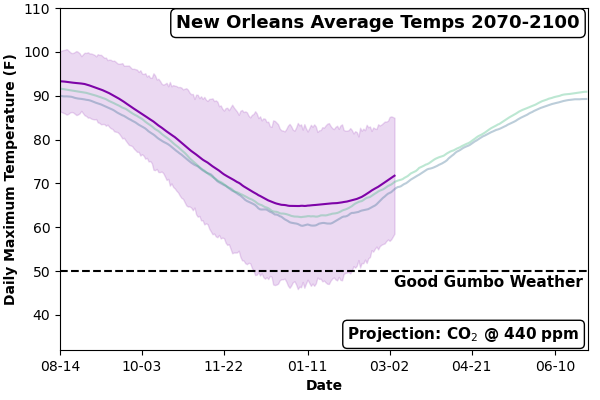 New Orleans Average Temps 2070-2100
110
100
90
80
70
60
50
40
Daily Maximum Temperature (F)
Good Gumbo Weather
Projection: CO₂ @ 440 ppm
08-14 10-03 11-22 01-11 03-02 04-21 06-10
Date